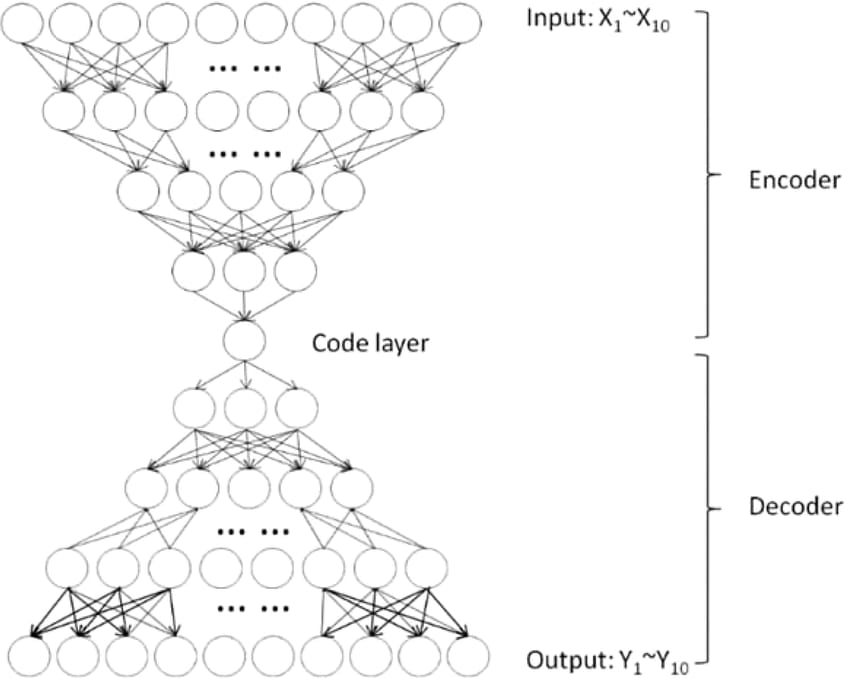 Input: X₁~X₁₀
Encoder
Code layer
Decoder
Output: Y₁~Y₁₀